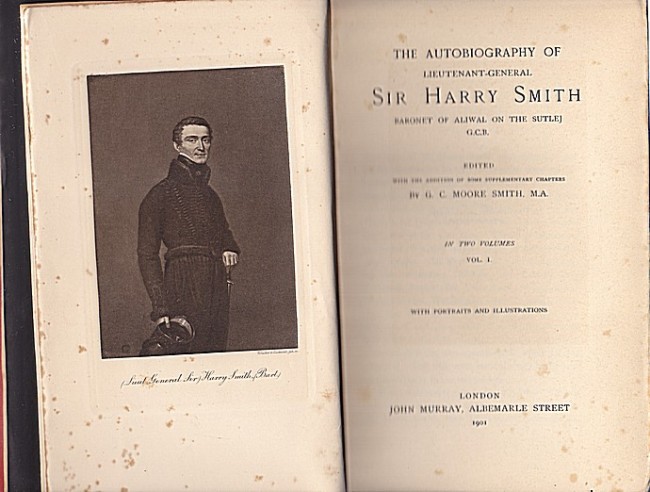 (Lieut. General Sir Harry Smith, Bart.)
THE AUTOBIOGRAPHY OF
LIEUTENANT-GENERAL
SIR HARRY SMITH
BARONET OF ALIWAL ON THE SUTLEJ
G.C.B.
EDITED
WITH THE ADDITION OF SOME SUPPLEMENTARY CHAPTERS
BY G. C. MOORE SMITH, M.A.
IN TWO VOLUMES
VOL. I.
WITH PORTRAITS AND ILLUSTRATIONS
LONDON
JOHN MURRAY, ALBEMARLE STREET
1901